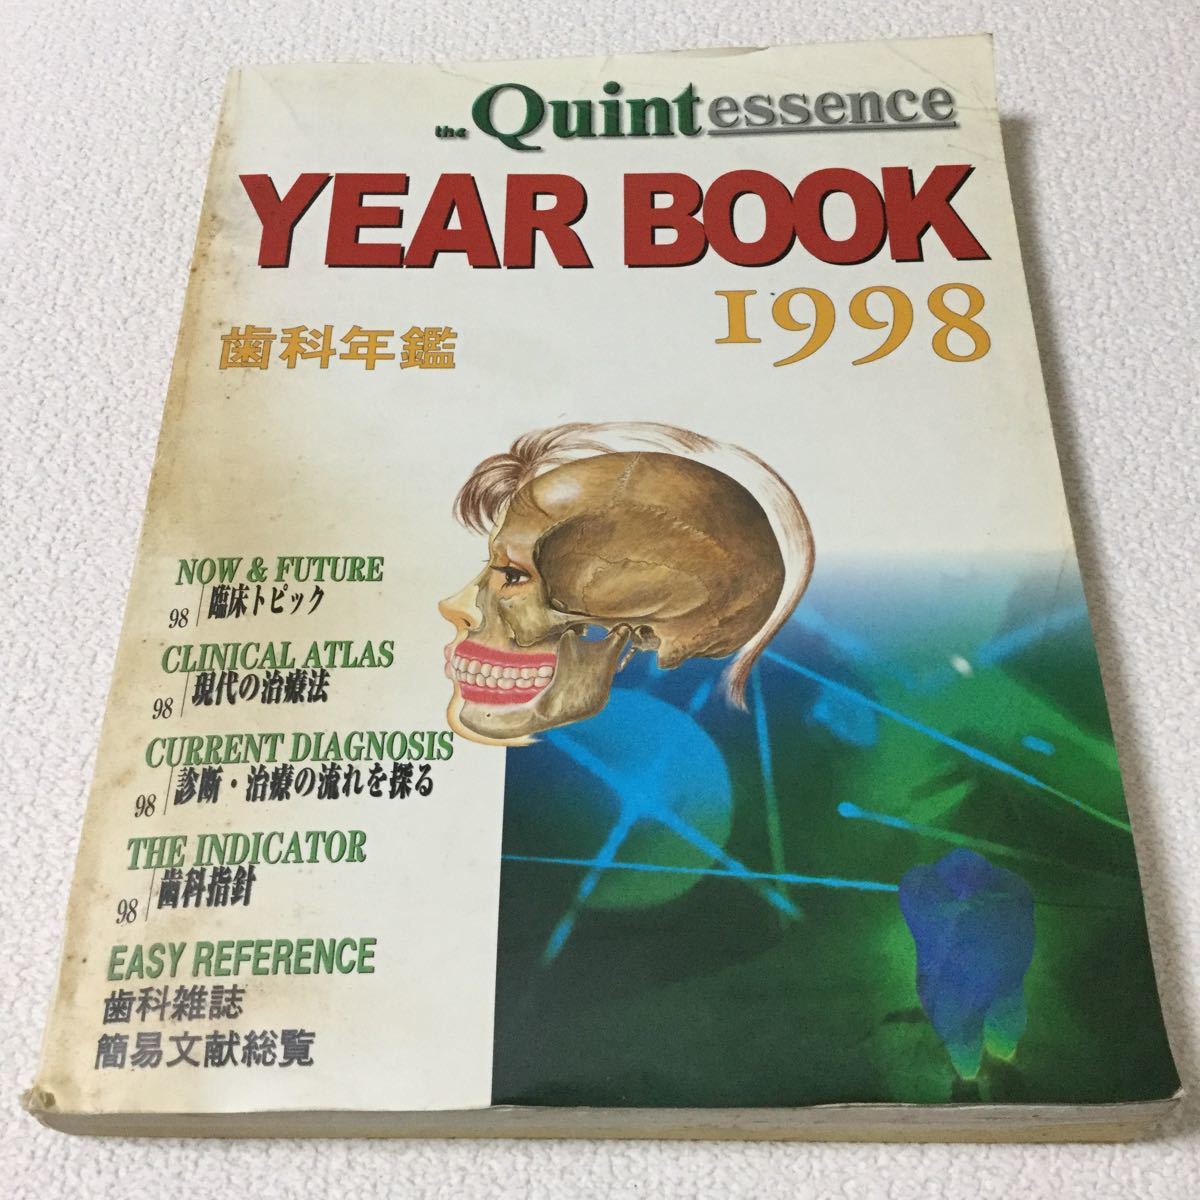 the Quintessence
YEAR BOOK
1998
歯科年鑑
NOW & FUTURE
98 臨床トピック
CLINICAL ATLAS
98 現代の治療法
CURRENT DIAGNOSIS
98 診断・治療の流れを探る
THE INDICATOR
98 歯科指針
EASY REFERENCE
歯科雑誌
簡易文献総覧